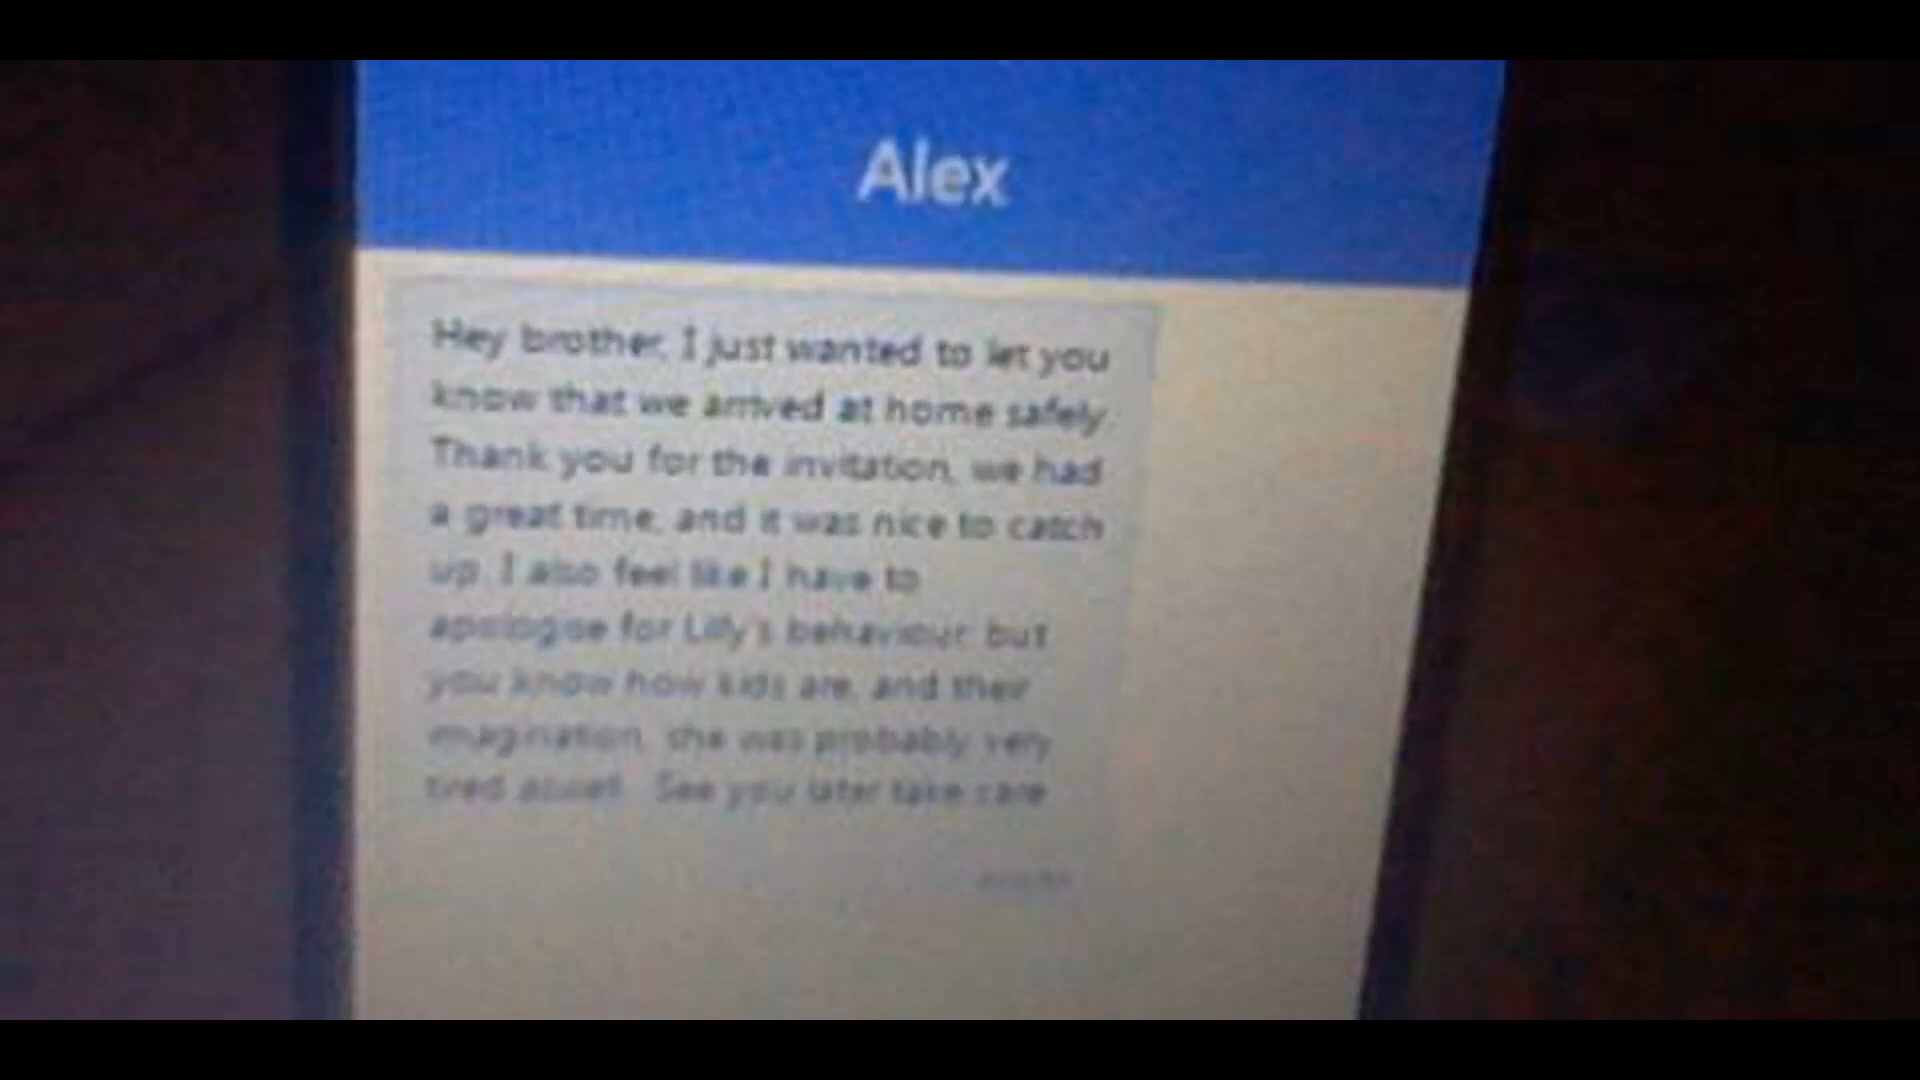 Alex
Hey brother, I just wanted to let you
know that we arrived at home safely.
Thank you for the invitation, we had
a great time, and it was nice to catch
up. I also feel like I have to
apologise for Lilly's behaviour but
you know how kids are, and their
imagination, she was probably very
tired See you later take care